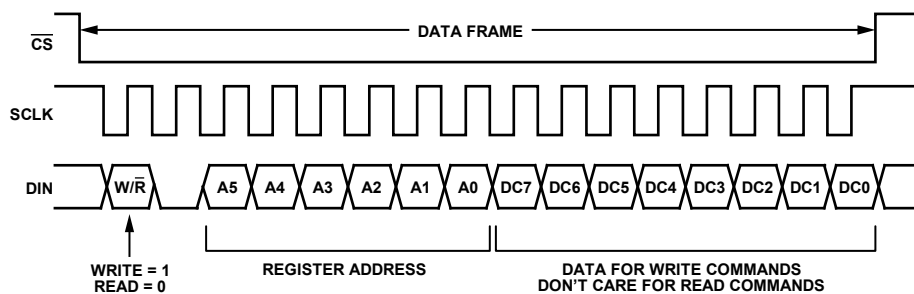 DATA FRAME
CS
SCLK
DIN
W/R
A5 A4 A3 A2 A1 A0 DC7 DC6 DC5 DC4 DC3 DC2 DC1 DC0
WRITE = 1
READ = 0
REGISTER ADDRESS
DATA FOR WRITE COMMANDS
DON'T CARE FOR READ COMMANDS